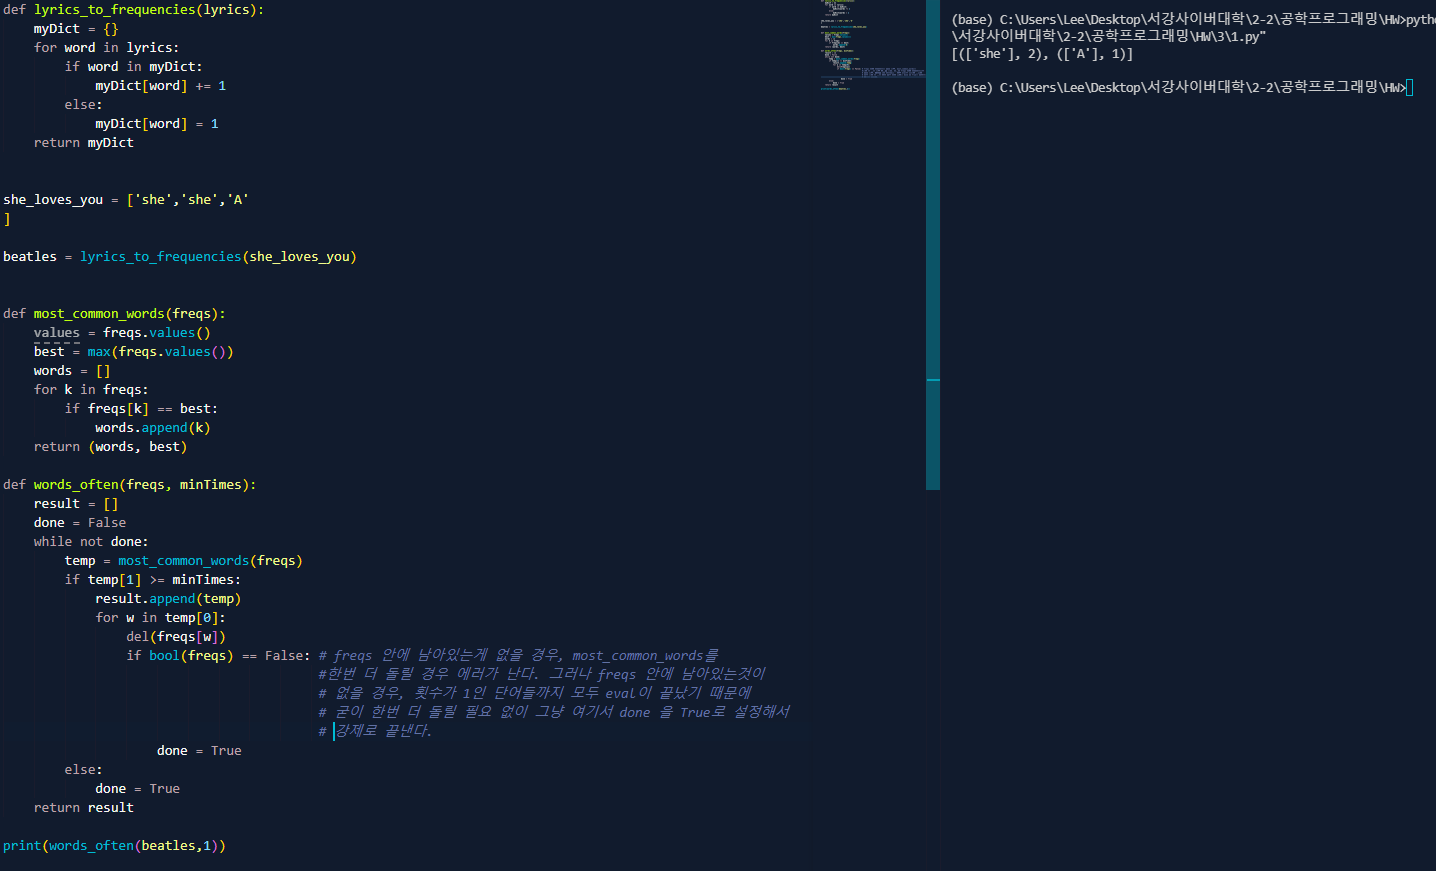 def lyrics_to_frequencies(lyrics):
    myDict = {}
    for word in lyrics:
        if word in myDict:
            myDict[word] += 1
        else:
            myDict[word] = 1
    return myDict
she_loves_you = ['she','she','A'
]
beatles = lyrics_to_frequencies(she_loves_you)
def most_common_words(freqs):
    values = freqs.values()
    best = max(freqs.values())
    words = []
    for k in freqs:
        if freqs[k] == best:
            words.append(k)
    return (words, best)
def words_often(freqs, minTimes):
    result = []
    done = False
    while not done:
        temp = most_common_words(freqs)
        if temp[1] >= minTimes:
            result.append(temp)
            for w in temp[0]:
                del(freqs[w])
                if bool(freqs) == False: # freqs 안에 남아있는게 없을 경우, most_common_words를
                                         #한번 더 돌릴 경우 에러가 난다. 그러나 freqs 안에 남아있는것이
                                         # 없을 경우, 횟수가 1인 단어들까지 모두 eval이 끝났기 때문에
                                         # 굳이 한번 더 돌릴 필요 없이 그냥 여기서 done 을 True로 설정해서
                                         # 강제로 끝낸다.
                    done = True
        else:
            done = True
    return result
print(words_often(beatles,1))
(base) C:\Users\Lee\Desktop\서강사이버대학\2-2\공학프로그래밍\HW>pytho
\서강사이버대학\2-2\공학프로그래밍\HW\3\1.py"
[(['she'], 2), (['A'], 1)]
(base) C:\Users\Lee\Desktop\서강사이버대학\2-2\공학프로그래밍\HW>